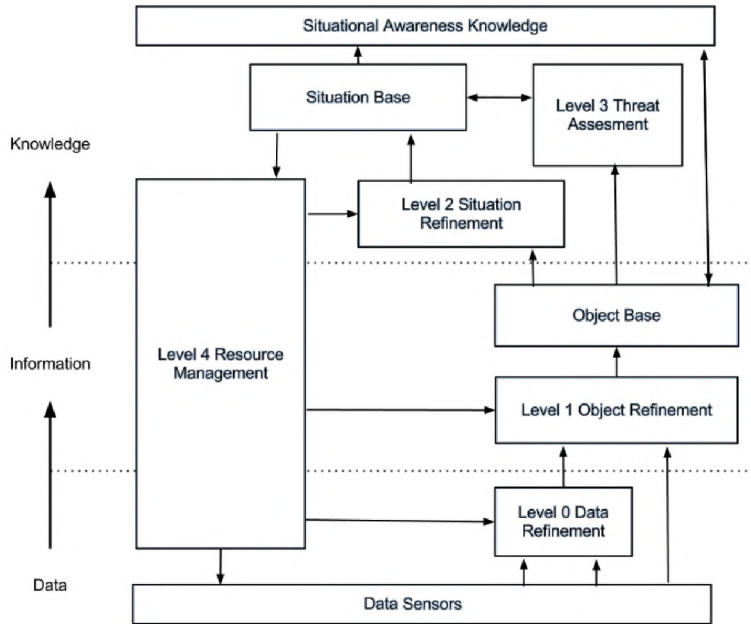 Situational Awareness Knowledge
Situation Base
Level 3 Threat
Assesment
Knowledge
Level 2 Situation
Refinement
Object Base
Level 4 Resource
Management
Information
Level 1 Object Refinement
Level 0 Data
Refinement
Data
Data Sensors